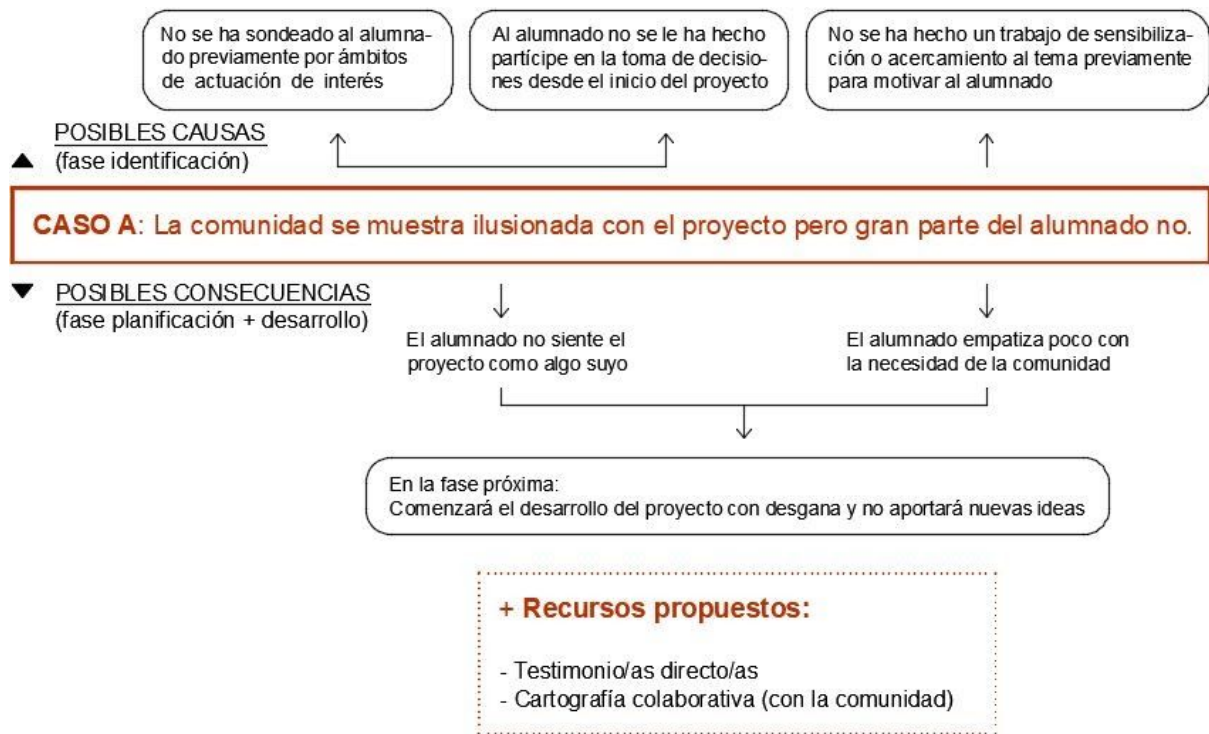 No se ha sondeado al alumna-
do previamente por ámbitos
de actuación de interés
Al alumnado no se le ha hecho
partícipe en la toma de decisio-
nes desde el inicio del proyecto
No se ha hecho un trabajo de sensibiliza-
ción o acercamiento al tema previamente
para motivar al alumnado
POSIBLES CAUSAS
(fase identificación)
CASO A: La comunidad se muestra ilusionada con el proyecto pero gran parte del alumnado no.
POSIBLES CONSECUENCIAS
(fase planificación + desarrollo)
El alumnado no siente el
proyecto como algo suyo
El alumnado empatiza poco con
la necesidad de la comunidad
En la fase próxima:
Comenzará el desarrollo del proyecto con desgana y no aportará nuevas ideas
+ Recursos propuestos:
- Testimonio/as directo/as
- Cartografía colaborativa (con la comunidad)